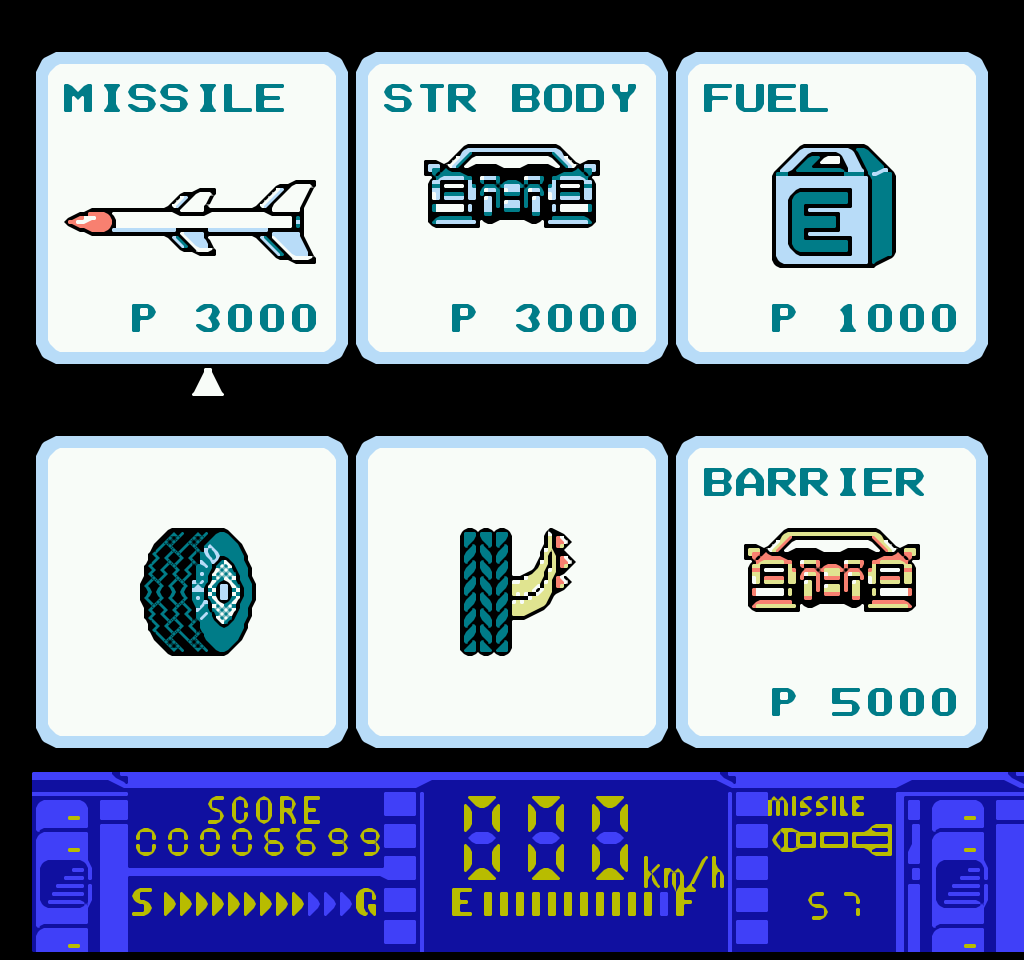 MISSILE
P 3000
STR BODY
P 3000
FUEL
E
P 1000
BARRIER
P 5000
SCORE
00006699
S G
000 km/h
E F
MISSILE
57